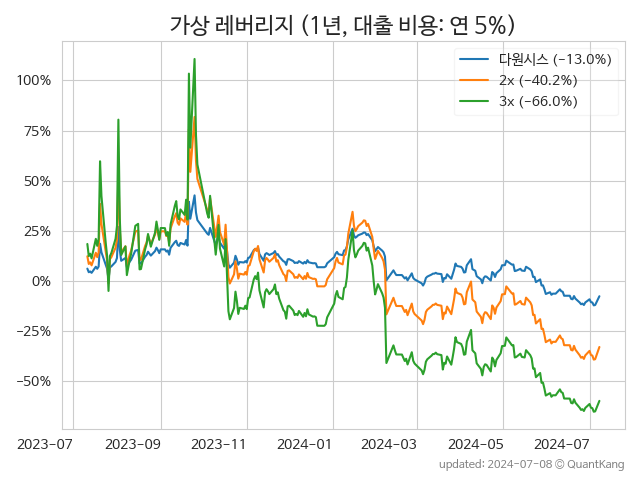 가상 레버리지 (1년, 대출 비용: 연 5%)
다원시스 (−13.0%)
2x (−40.2%)
3x (−66.0%)
100%
75%
50%
25%
0%
−25%
−50%
2023-07
2023-09
2023-11
2024-01
2024-03
2024-05
2024-07
updated: 2024-07-08 © QuantKang